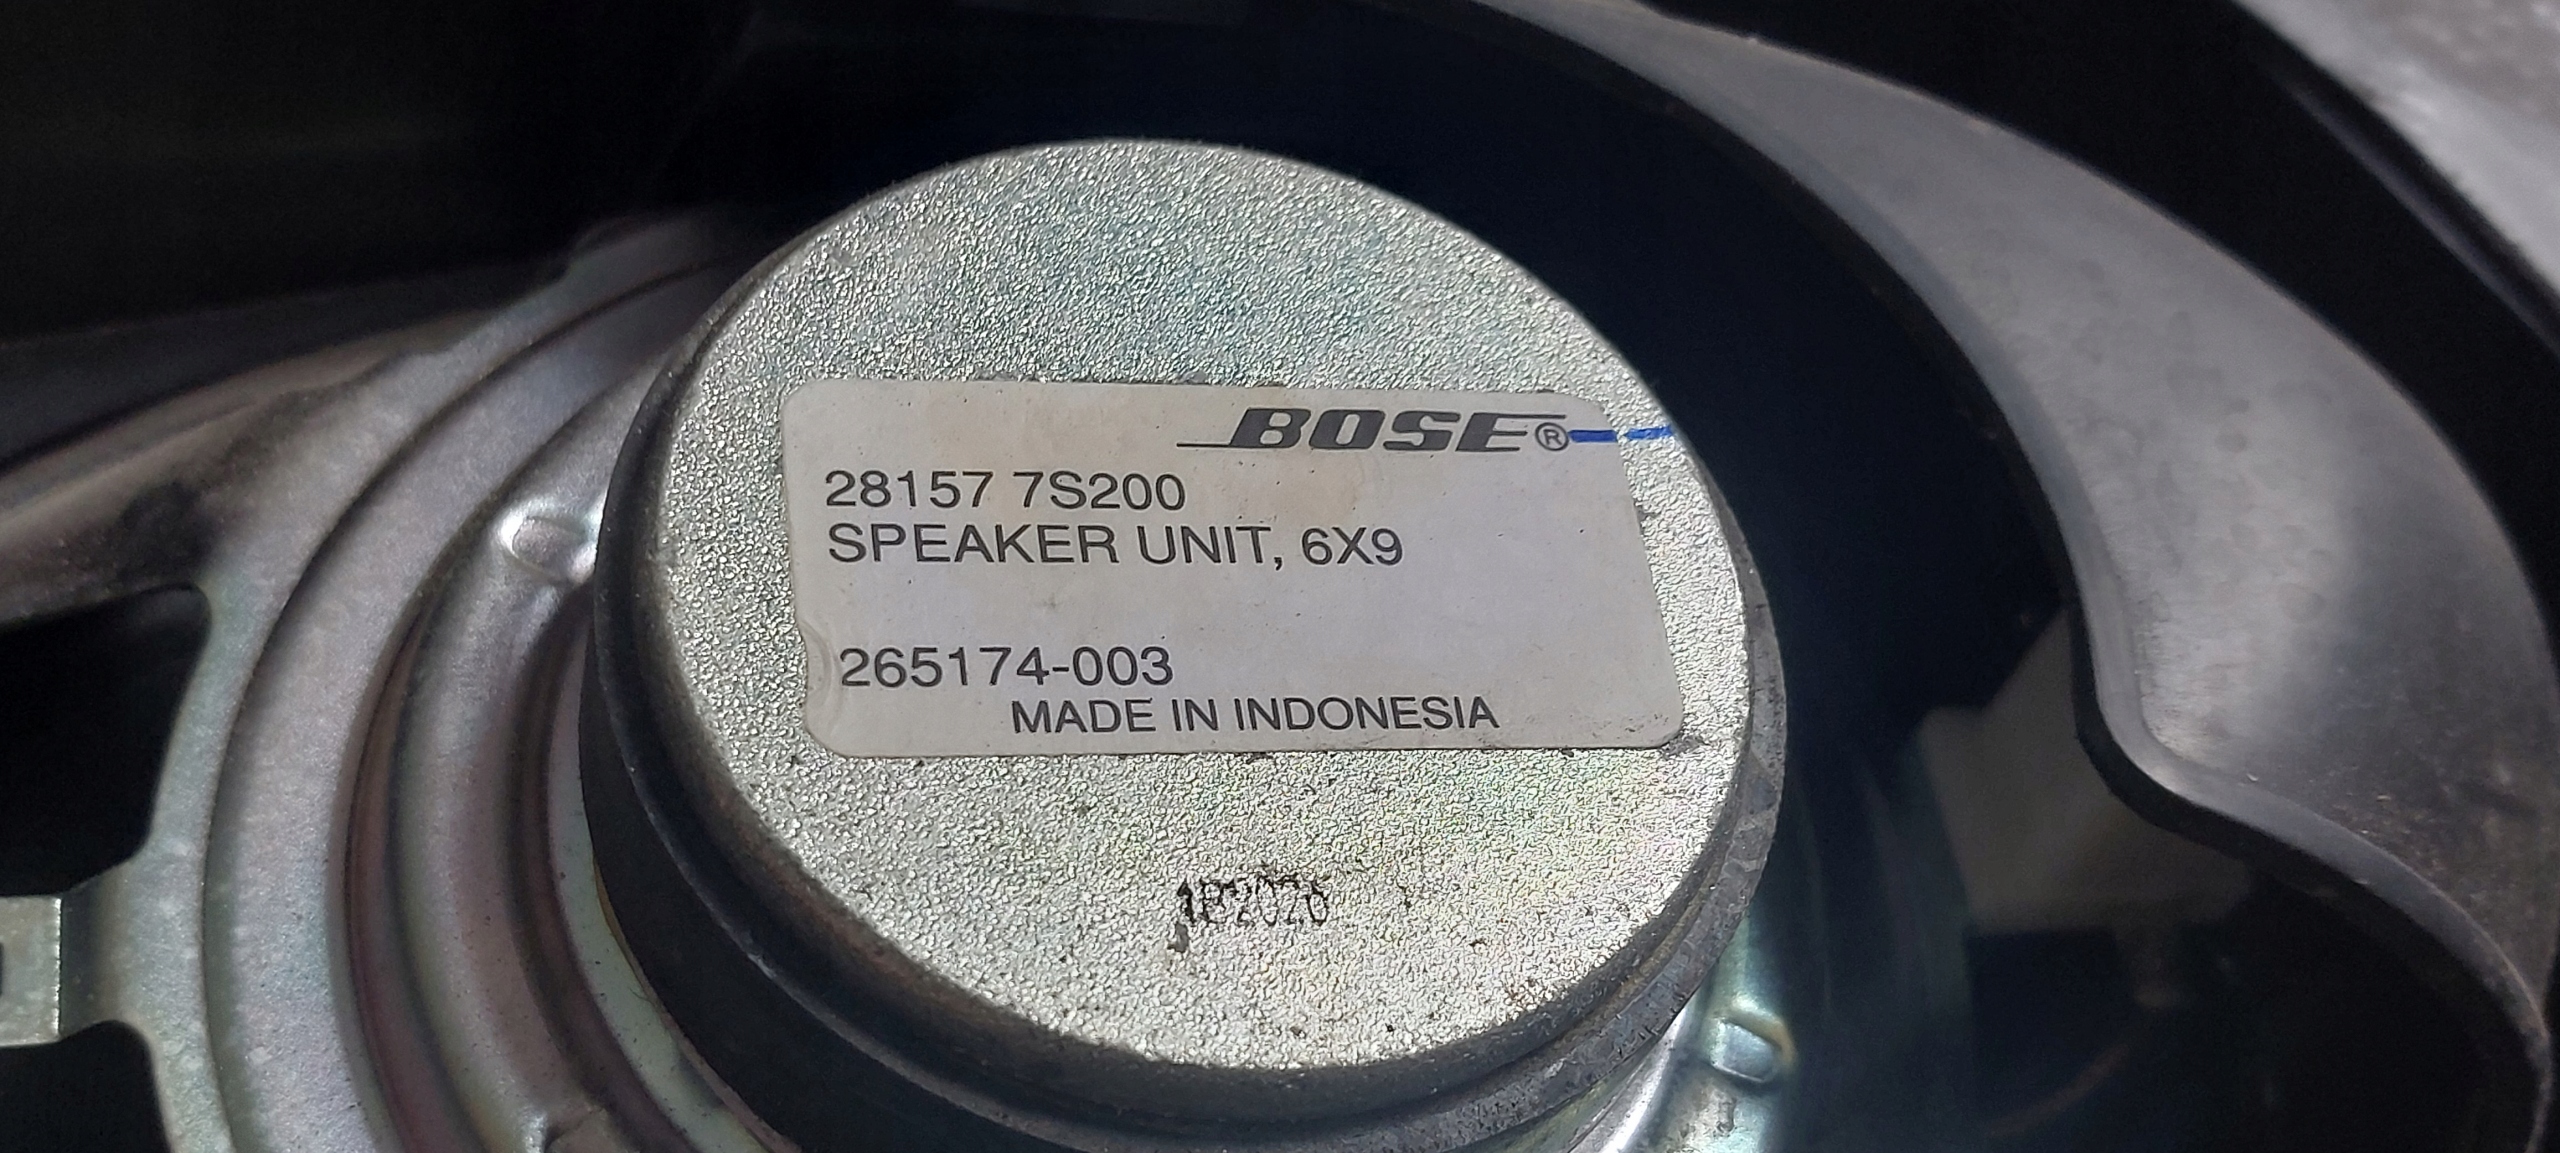 BOSE®
28157 7S200
SPEAKER UNIT, 6X9
265174-003
MADE IN INDONESIA